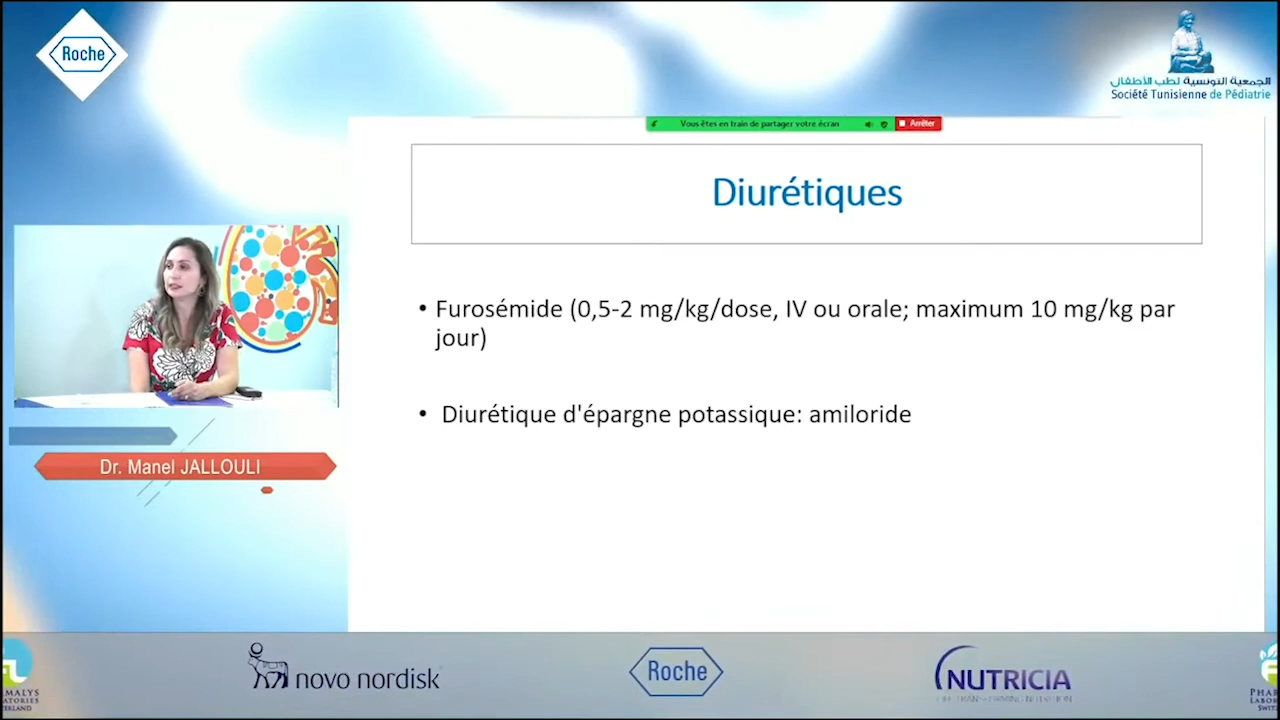 Roche
الجمعية التونسية لطب الأطفال
Société Tunisienne de Pédiatrie
Vous êtes en train de partager votre écran
Arrêter
Diurétiques
• Furosémide (0,5-2 mg/kg/dose, IV ou orale; maximum 10 mg/kg par
jour)
• Diurétique d'épargne potassique: amiloride
Dr. Manel JALLOULI
novo nordisk
Roche
NUTRICIA